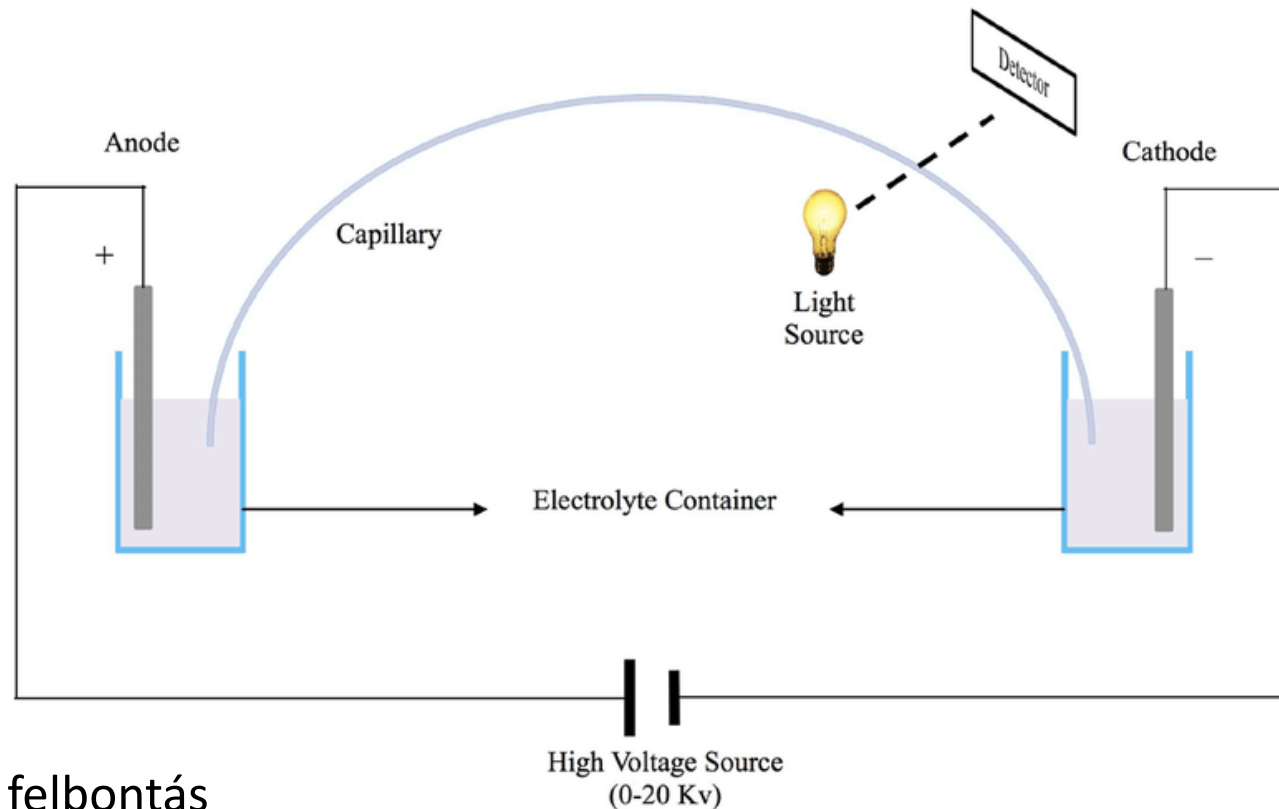 Detector
Anode
Cathode
Capillary
+
–
Light
Source
Electrolyte Container
High Voltage Source
(0-20 Kv)
felbontás